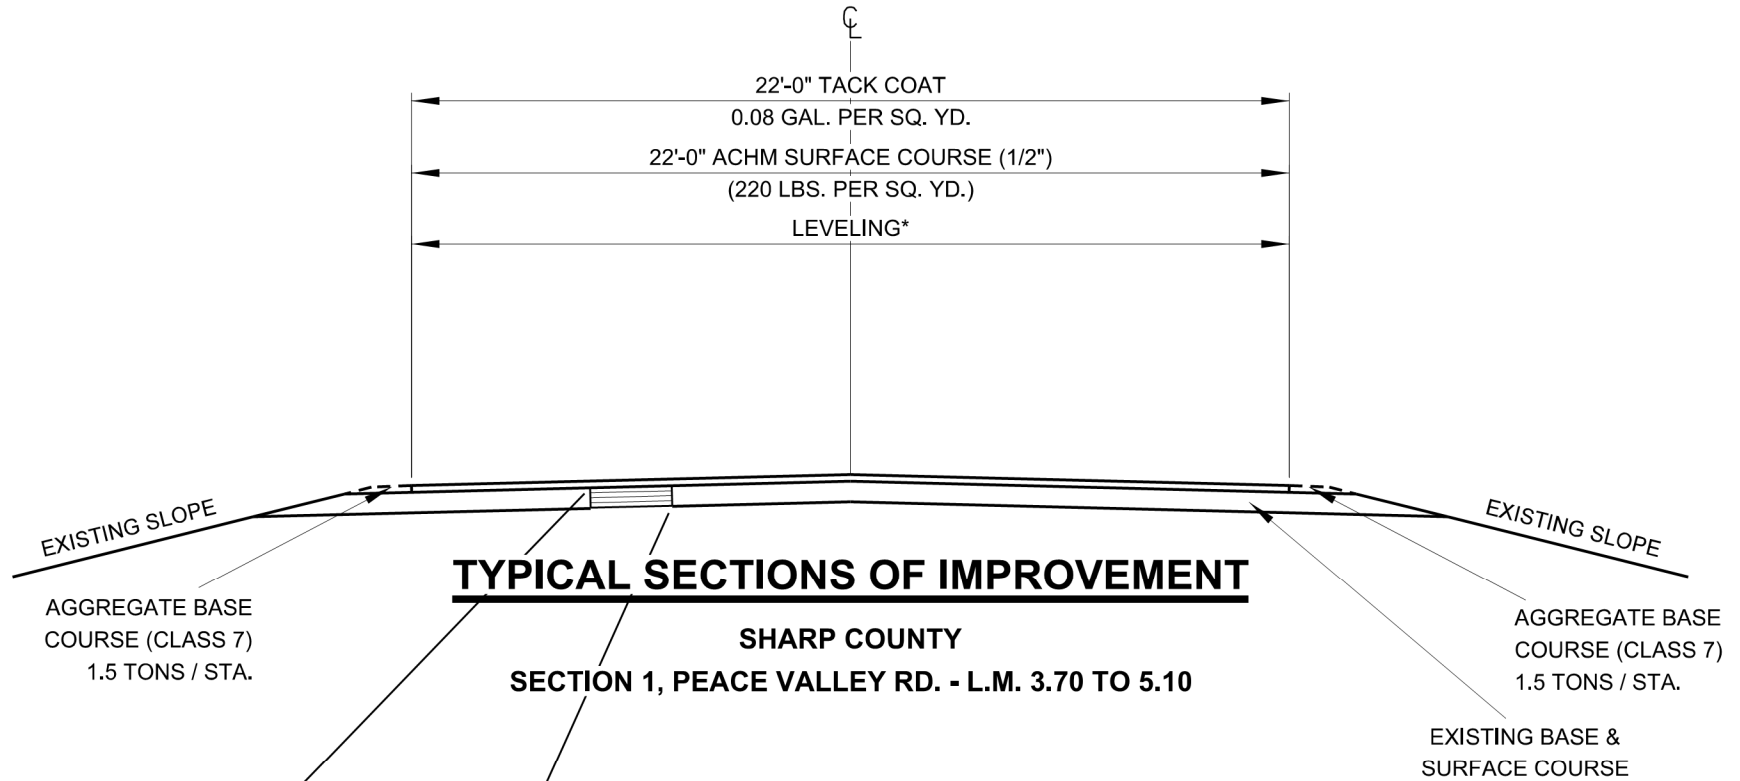 ℄
22'-0" TACK COAT
0.08 GAL. PER SQ. YD.
22'-0" ACHM SURFACE COURSE (1/2")
(220 LBS. PER SQ. YD.)
LEVELING*
EXISTING SLOPE
EXISTING SLOPE
TYPICAL SECTIONS OF IMPROVEMENT
SHARP COUNTY
SECTION 1, PEACE VALLEY RD. - L.M. 3.70 TO 5.10
AGGREGATE BASE
COURSE (CLASS 7)
1.5 TONS / STA.
AGGREGATE BASE
COURSE (CLASS 7)
1.5 TONS / STA.
EXISTING BASE &
SURFACE COURSE